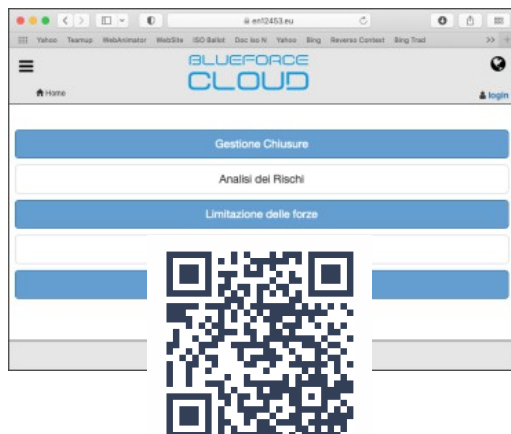 en12453.eu
Yahoo Teamup WebAnimator WebSite ISO Ballot Doc Iso N Yahoo Bing Reverso Context Bing Trad
BLUEFORCE
CLOUD
Home
login
Gestione Chiusure
Analisi dei Rischi
Limitazione delle forze